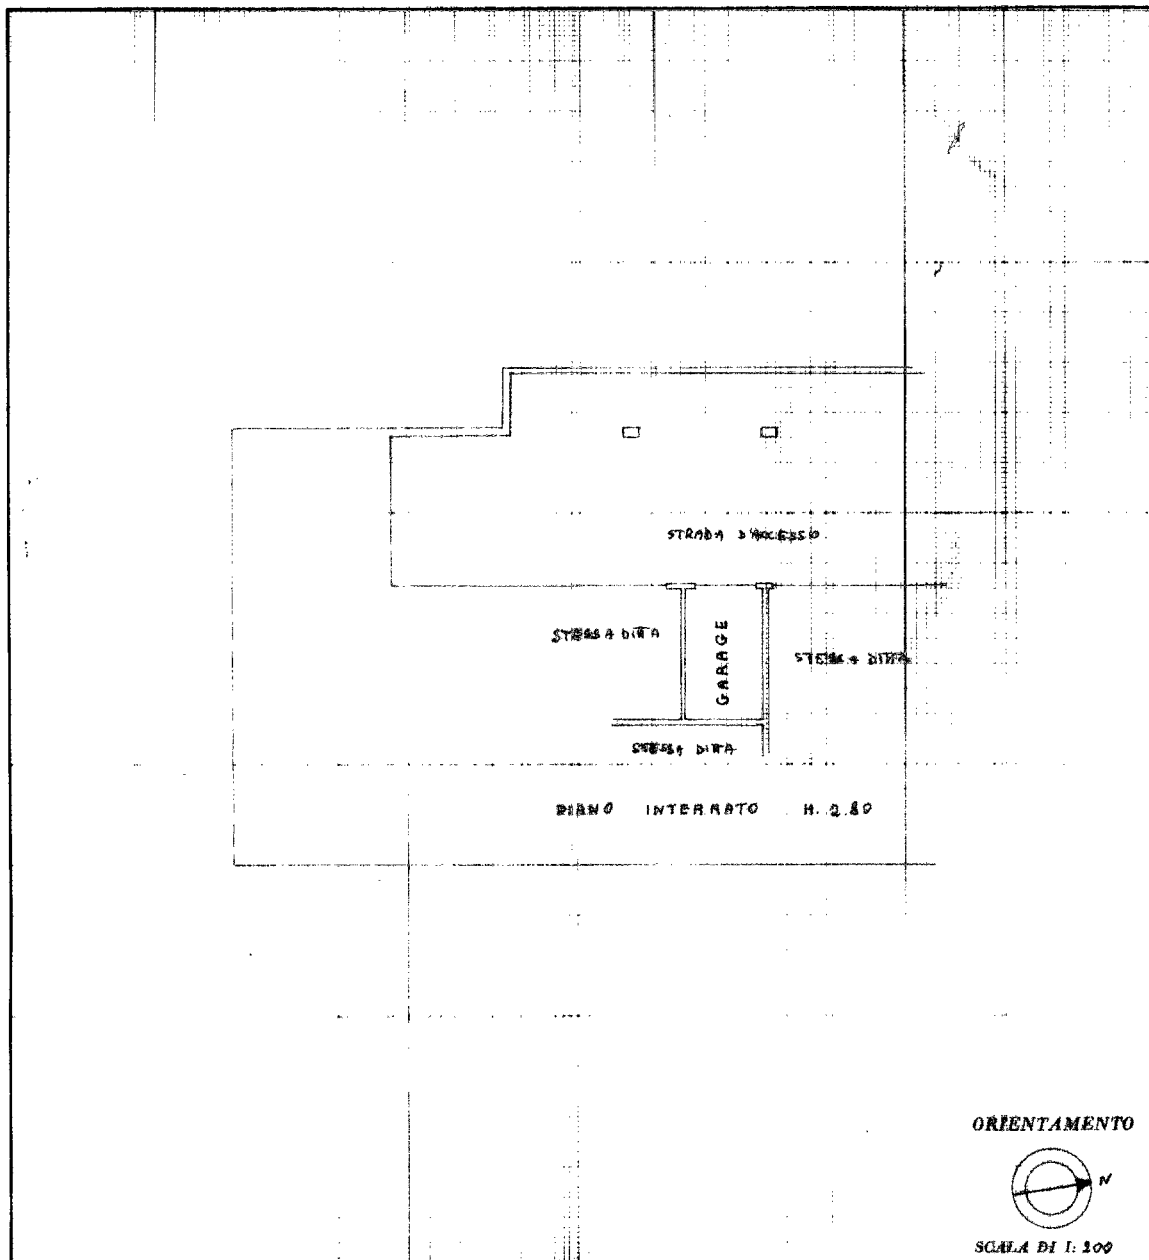 STRADA D'ACCESSO
STESSA DITTA
GARAGE
STESSA DITTA
STESSA DITTA
PIANO INTERRATO H. 2.80
ORIENTAMENTO
N
SCALA DI 1: 200